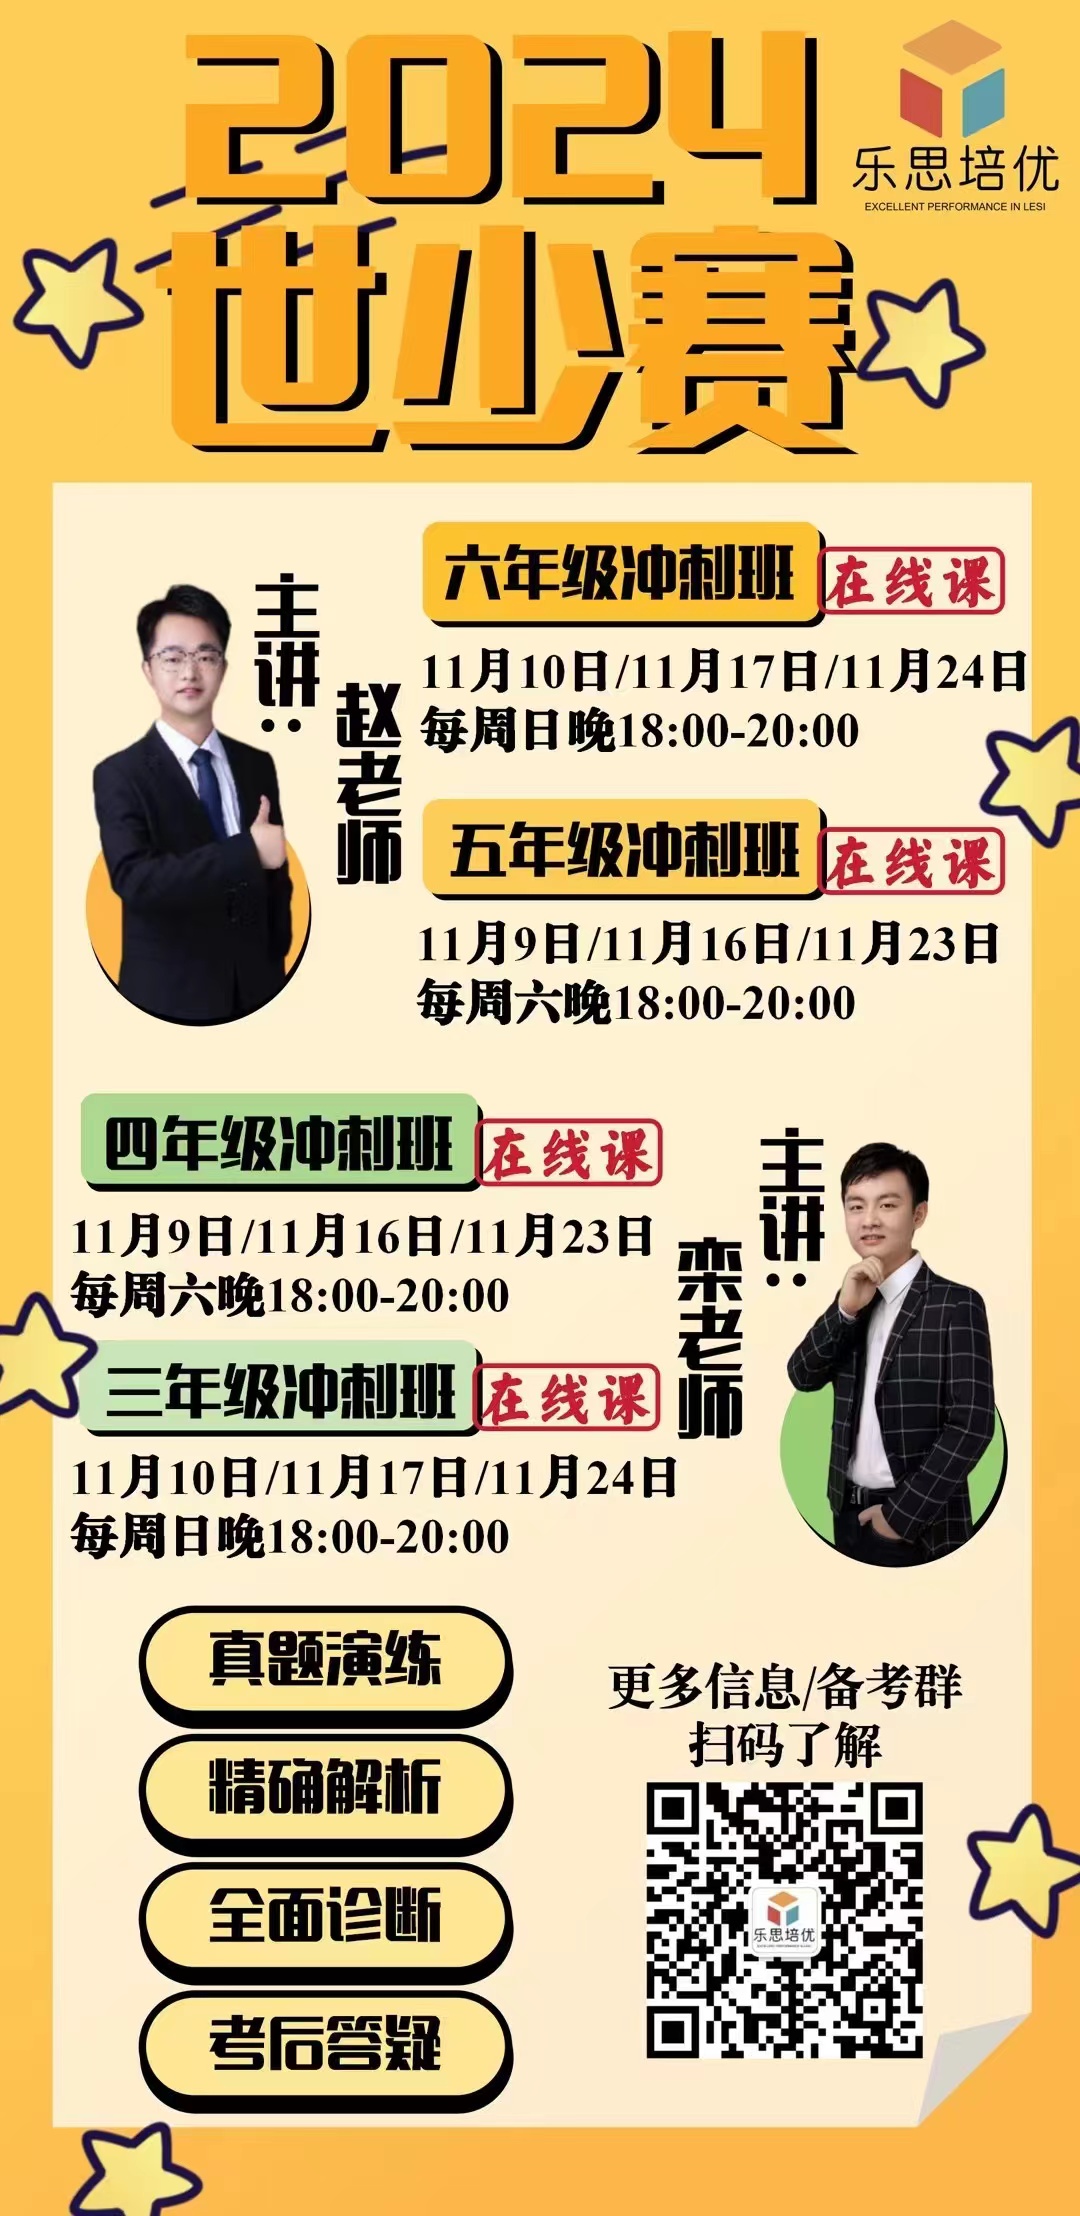 2024
世少赛
乐思培优
EXCELLENT PERFORMANCE IN LESI
主讲：
赵老师
六年级冲刺班
在线课
11月10日/11月17日/11月24日
每周日晚18:00-20:00
五年级冲刺班
在线课
11月9日/11月16日/11月23日
每周六晚18:00-20:00
四年级冲刺班
在线课
11月9日/11月16日/11月23日
每周六晚18:00-20:00
三年级冲刺班
在线课
11月10日/11月17日/11月24日
每周日晚18:00-20:00
主讲：
栾老师
真题演练
精确解析
全面诊断
考后答疑
更多信息/备考群
扫码了解
乐思培优